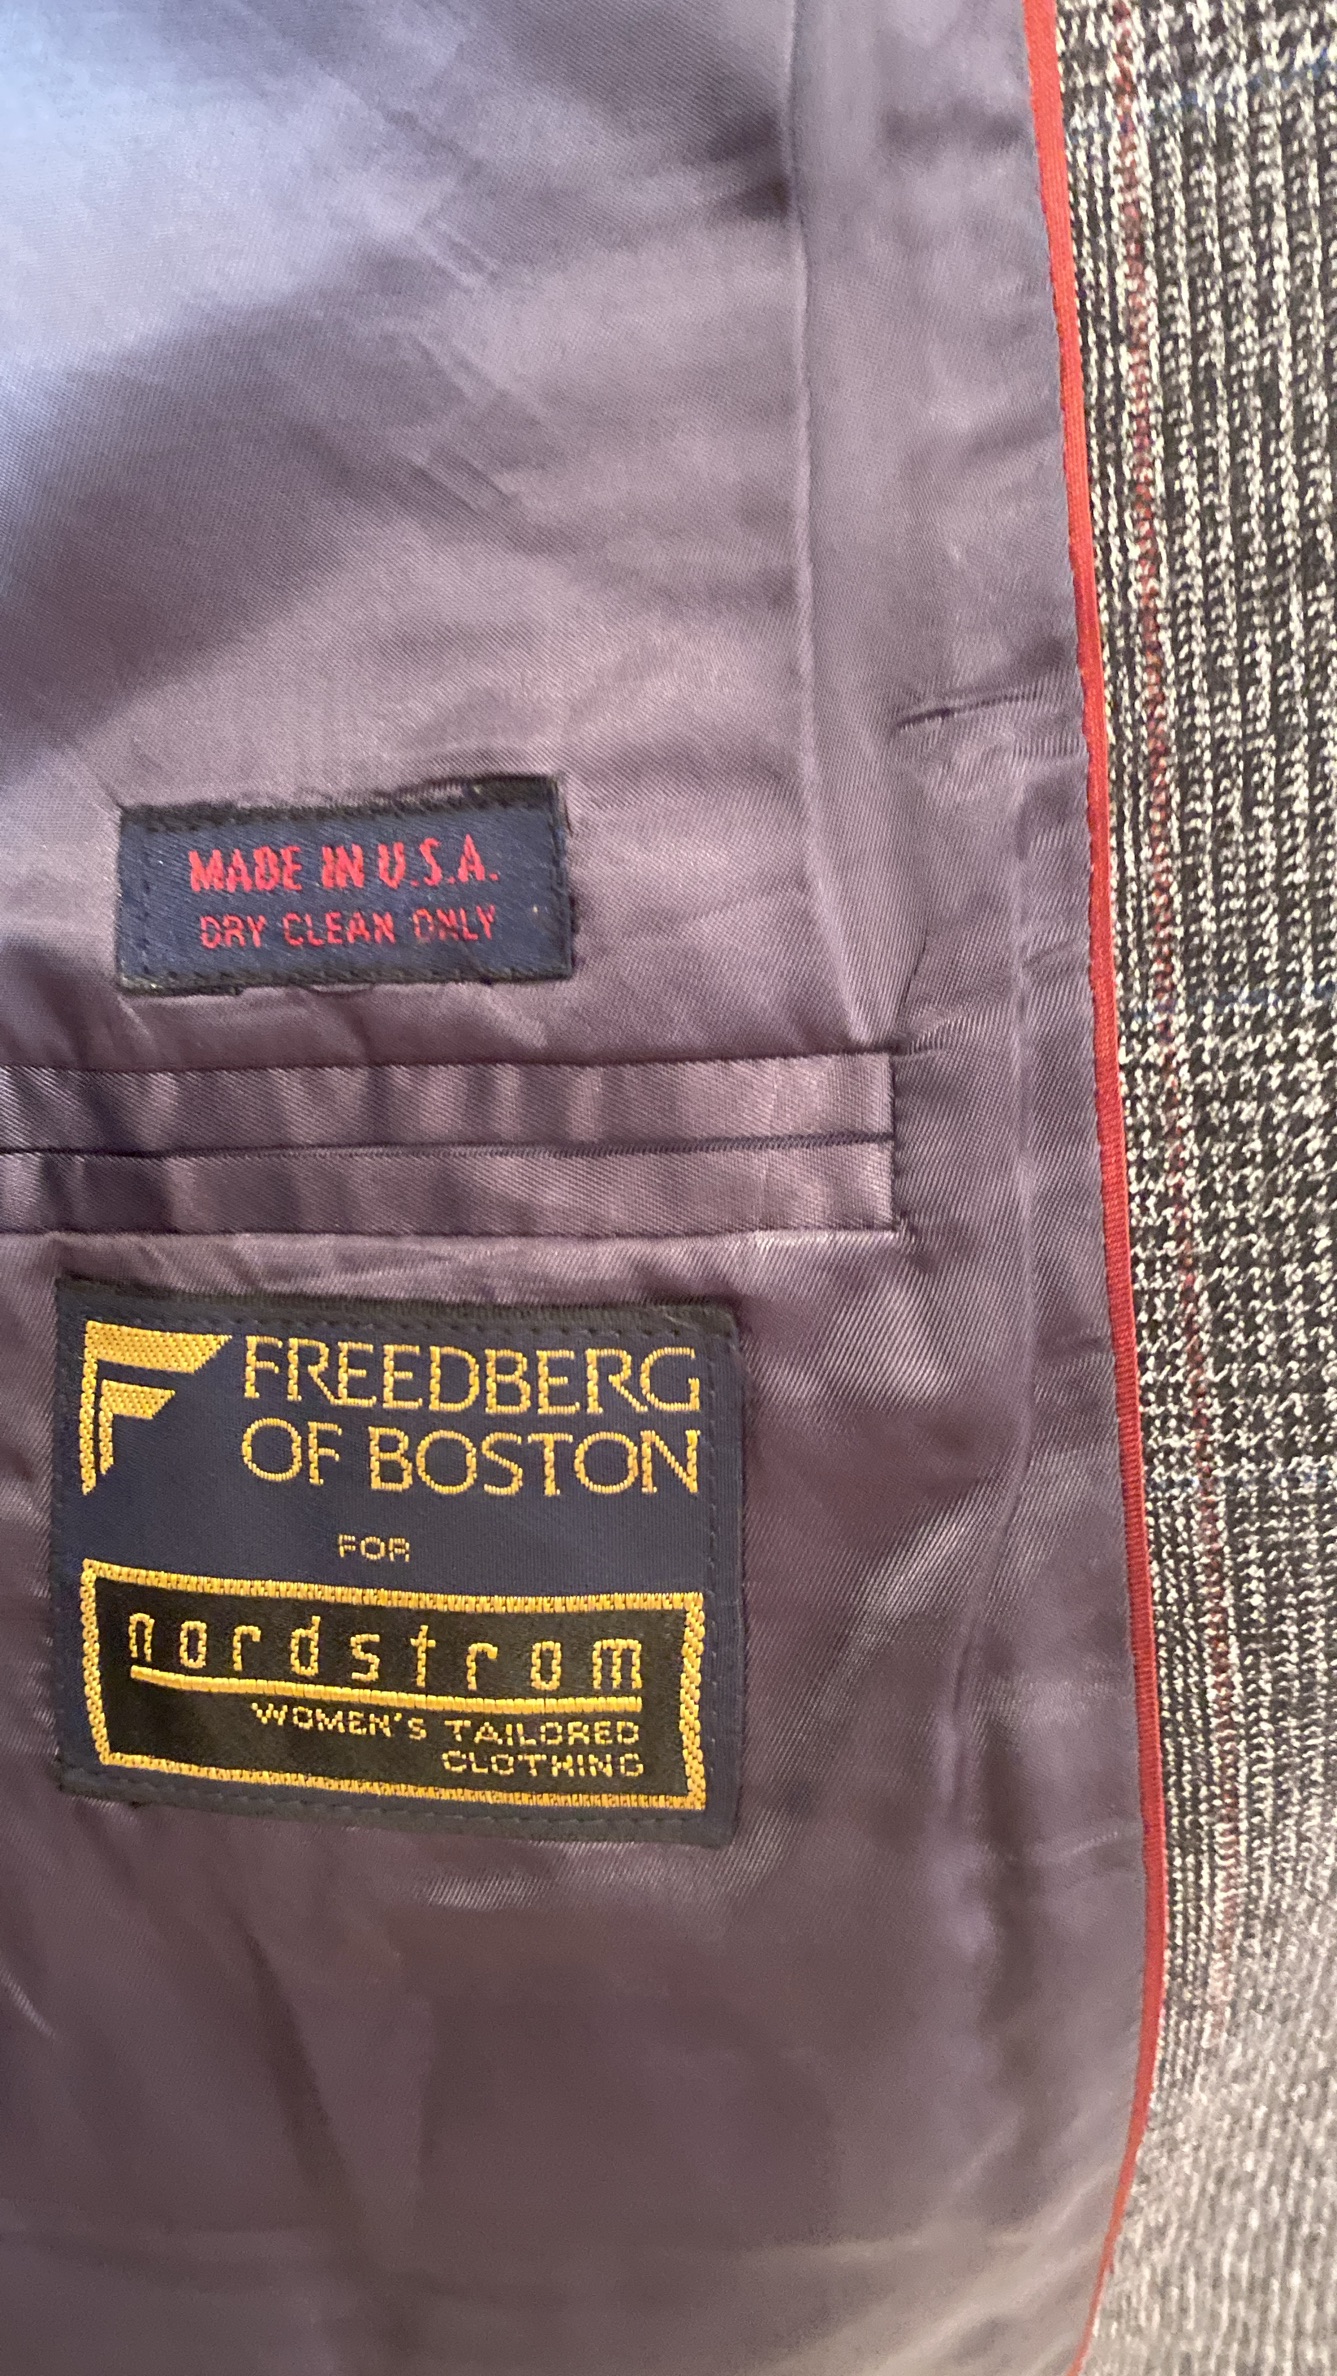 MADE IN U.S.A.
DRY CLEAN ONLY
FREEDBERG
OF BOSTON
FOR
nordstrom
WOMEN'S TAILORED
CLOTHING